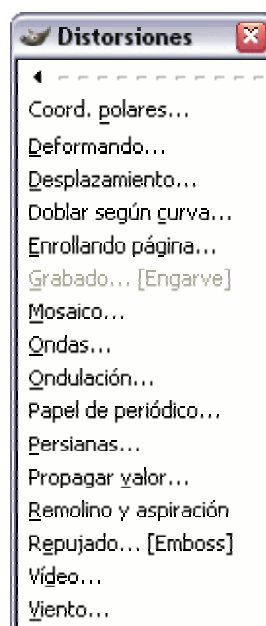 Distorsiones
Coord. polares...
Deformando...
Desplazamiento...
Doblar según curva...
Enrollando página...
Grabado... [Engarve]
Mosaico...
Ondas...
Ondulación...
Papel de periódico...
Persianas...
Propagar valor...
Remolino y aspiración
Repujado... [Emboss]
Vídeo...
Viento...